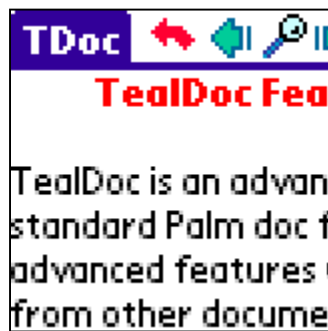 TDoc
TealDoc Fea
TealDoc is an advan
standard Palm doc f
advanced features
from other docume